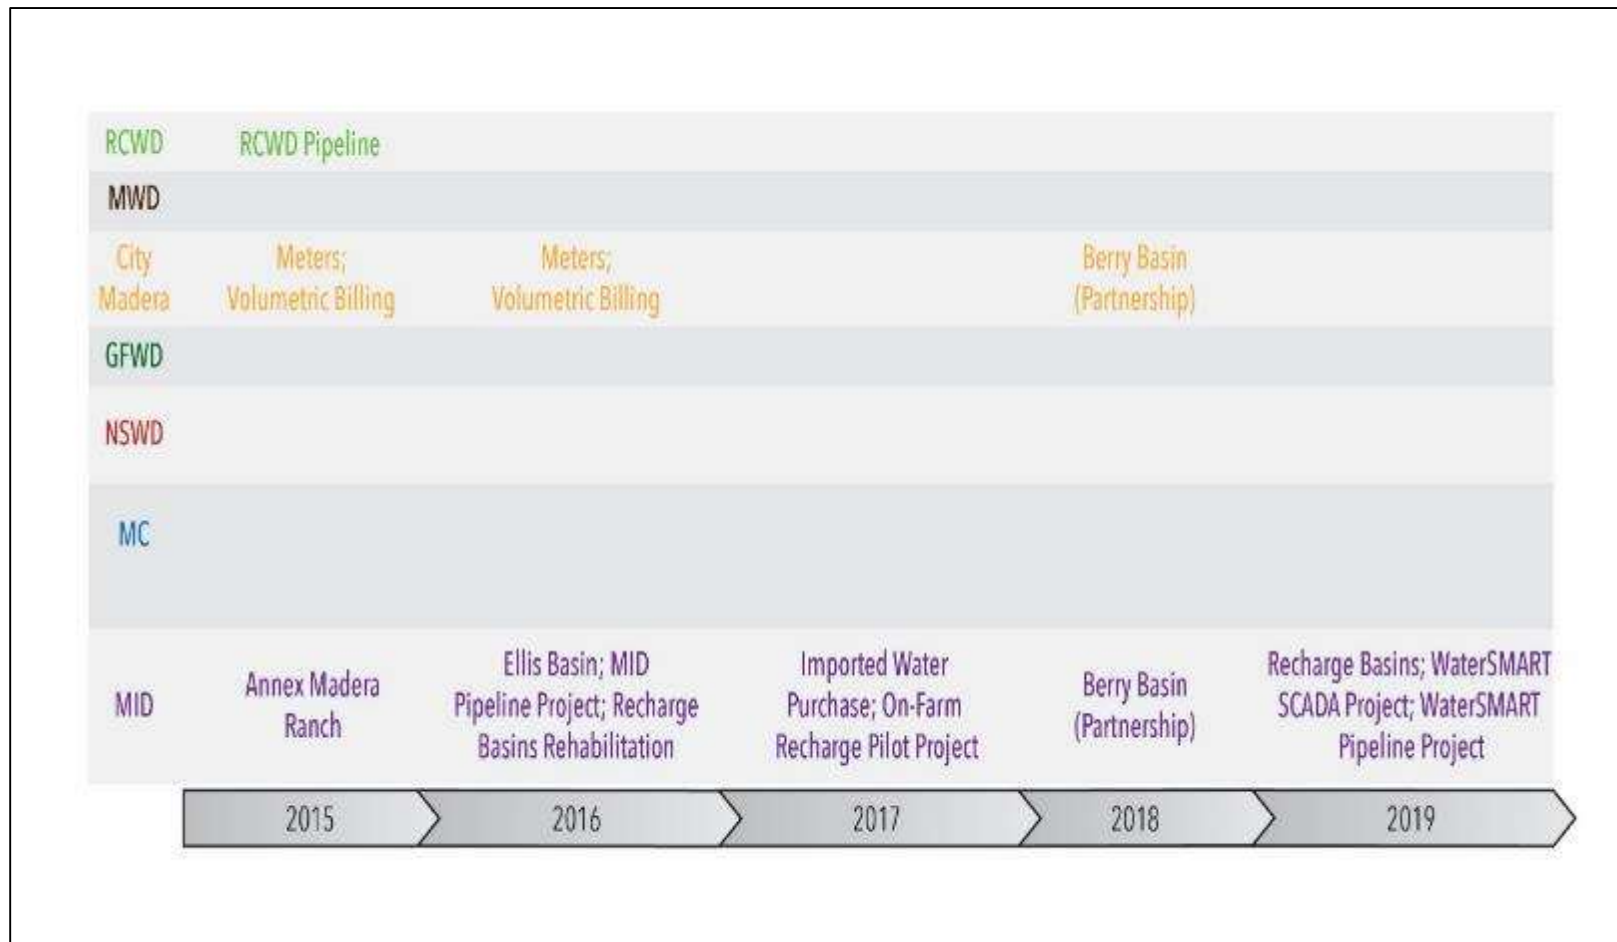 RCWD
RCWD Pipeline
MWD
City
Madera
Meters;
Volumetric Billing
Meters;
Volumetric Billing
Berry Basin
(Partnership)
GFWD
NSWD
MC
MID
Annex Madera
Ranch
Ellis Basin; MID
Pipeline Project; Recharge
Basins Rehabilitation
Imported Water
Purchase; On-Farm
Recharge Pilot Project
Berry Basin
(Partnership)
Recharge Basins; WaterSMART
SCADA Project; WaterSMART
Pipeline Project
2015
2016
2017
2018
2019